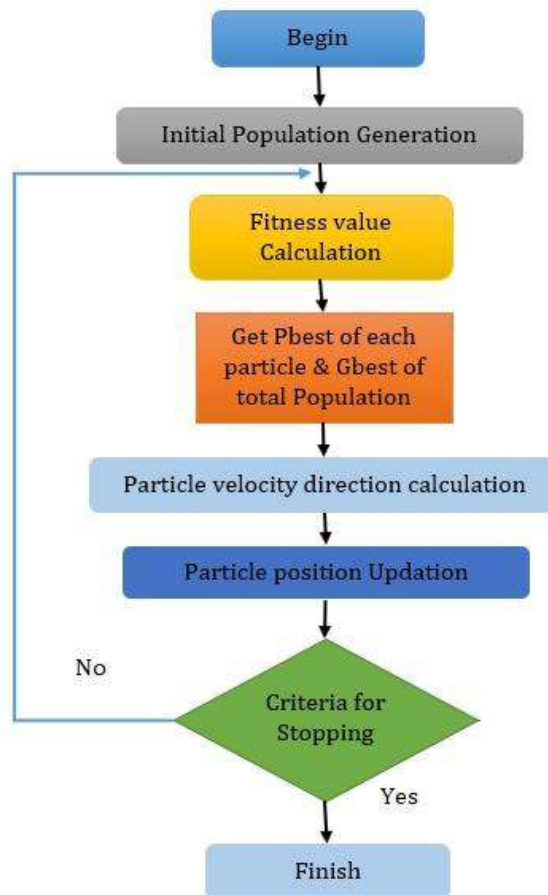 Begin
Initial Population Generation
Fitness value
Calculation
Get Pbest of each
particle & Gbest of
total Population
Particle velocity direction calculation
Particle position Updation
No
Criteria for
Stopping
Yes
Finish